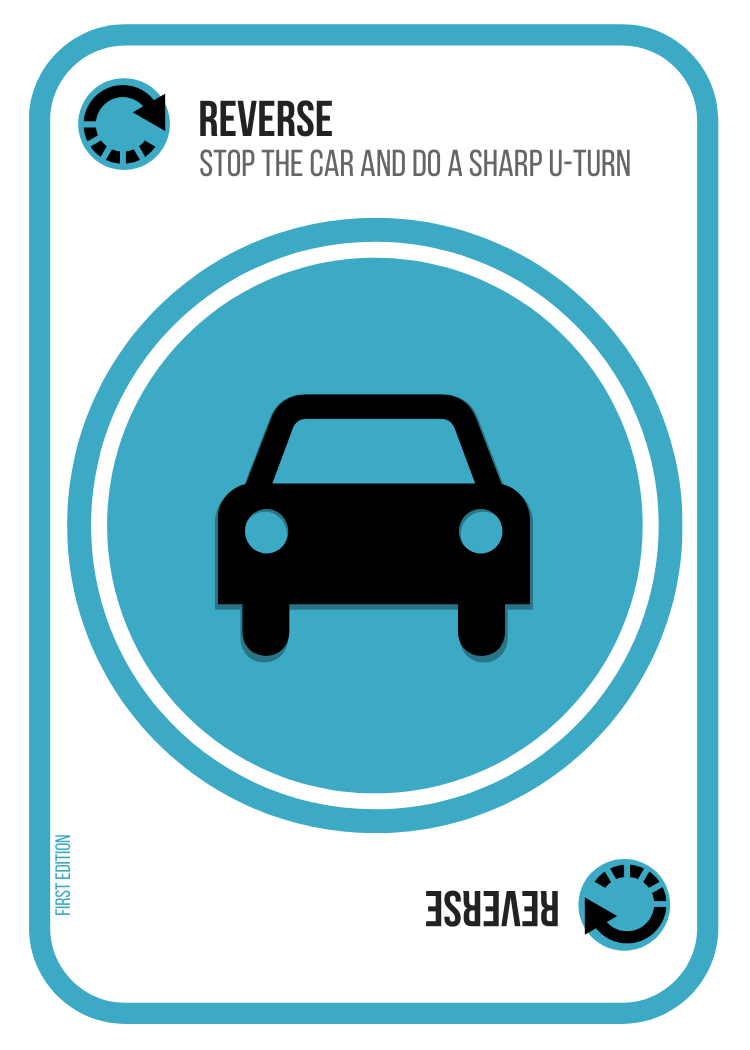 REVERSE
STOP THE CAR AND DO A SHARP U-TURN
FIRST EDITION
REVERSE